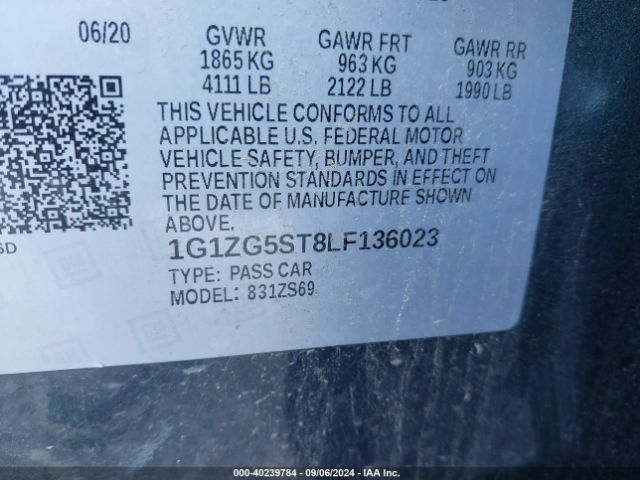 06/20 GVWR GAWR FRT GAWR RR
1865 KG 963 KG 903 KG
4111 LB 2122 LB 1990 LB
THIS VEHICLE CONFORMS TO ALL
APPLICABLE U.S. FEDERAL MOTOR
VEHICLE SAFETY, BUMPER, AND THEFT
PREVENTION STANDARDS IN EFFECT ON
THE DATE OF MANUFACTURE SHOWN
ABOVE.
1G1ZG5ST8LF136023
TYPE: PASS CAR
MODEL: 831ZS69
GM
000-40239784 - 09/06/2024 - IAA Inc.